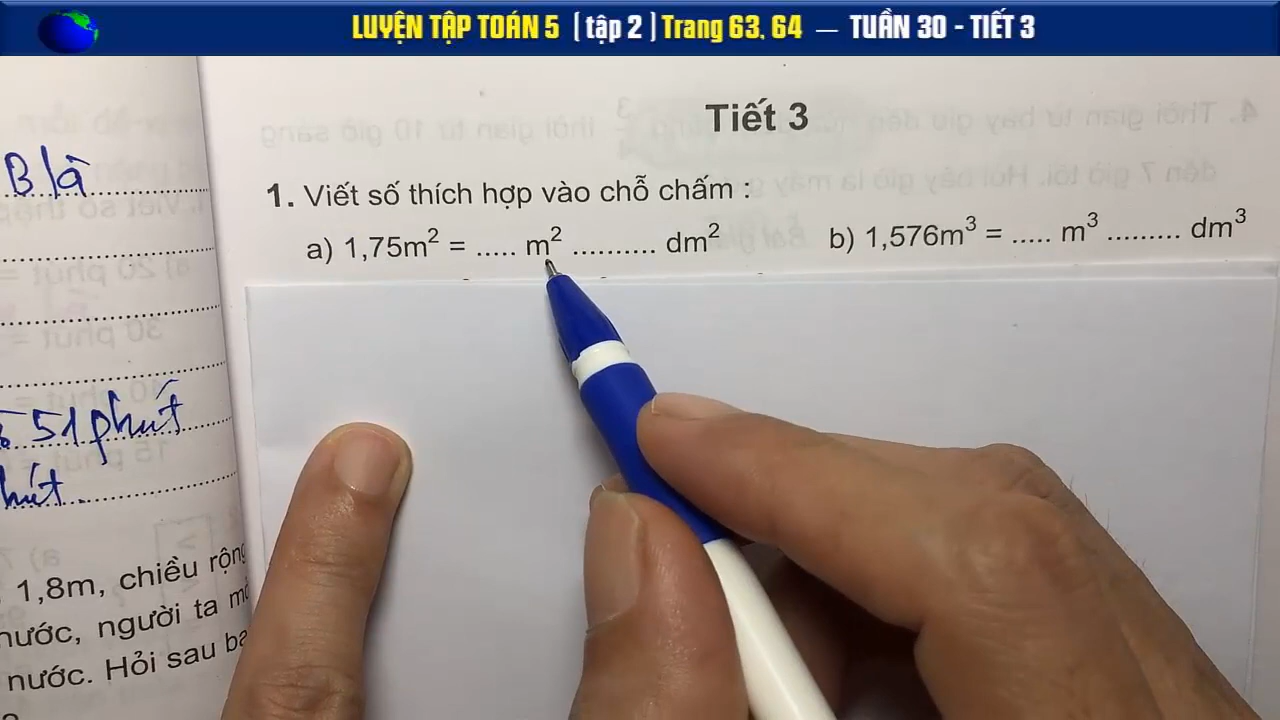 LUYỆN TẬP TOÁN 5 ( tập 2 ) Trang 63, 64 — TUẦN 30 - TIẾT 3
Tiết 3
B là
1. Viết số thích hợp vào chỗ chấm :
a) 1,75m² = ..... m² .......... dm² b) 1,576m³ = ..... m³ ......... dm³
51 phút
1,8m, chiều rộng
nước, người ta
nước. Hỏi sau